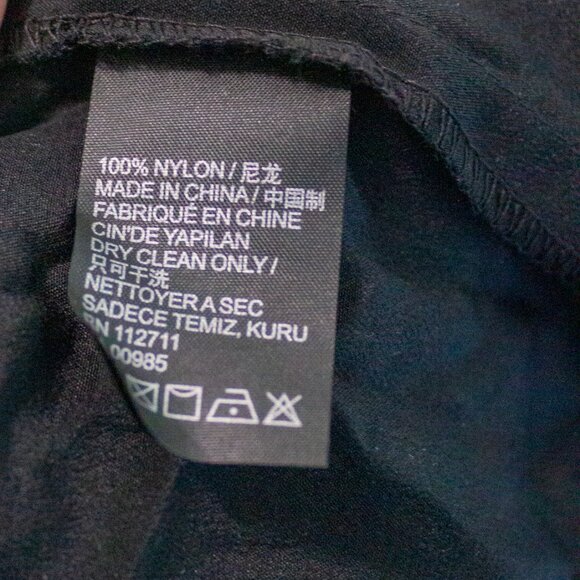 100% NYLON / 尼龙
MADE IN CHINA / 中国制
FABRIQUÉ EN CHINE
CIN'DE YAPILAN
DRY CLEAN ONLY /
只可干洗
NETTOYER A SEC
SADECE TEMIZ, KURU
RN 112711
00985